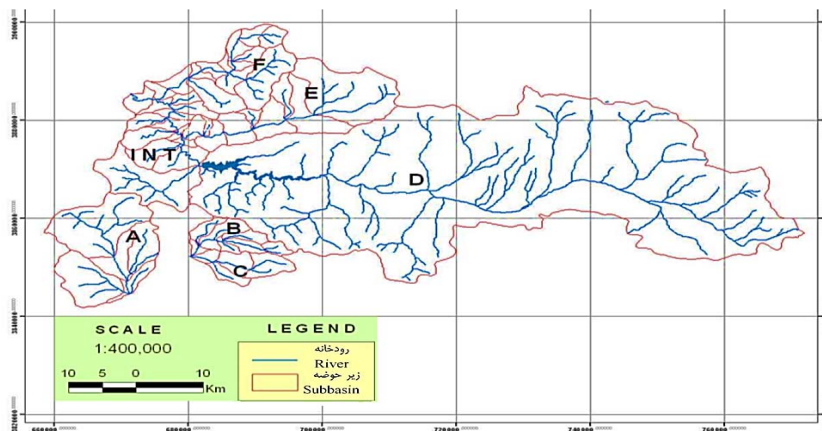 F
E
INT
D
A
B
C
SCALE
1:400,000
10 5 0 10
Km
LEGEND
رودخانه
River
زیر حوضه
Subbasin